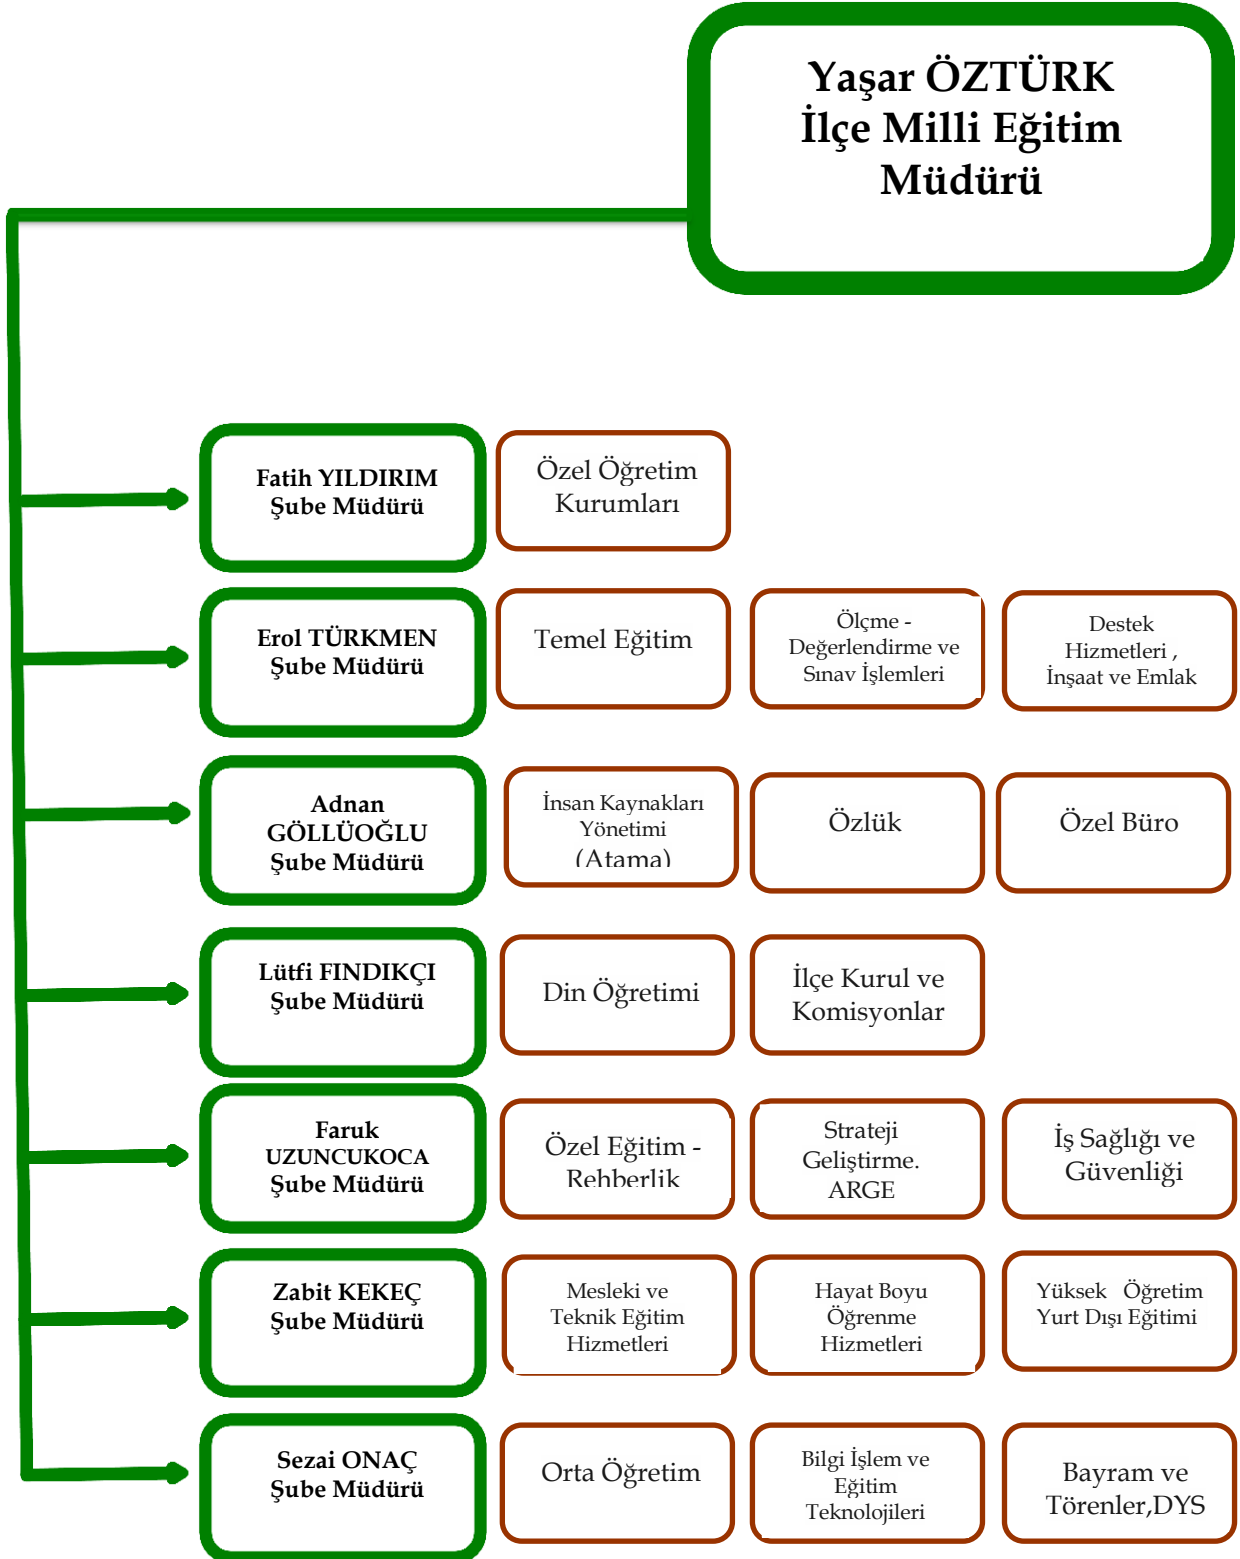 Yaşar ÖZTÜRK
İlçe Milli Eğitim
Müdürü
Fatih YILDIRIM
Şube Müdürü
Özel Öğretim
Kurumları
Erol TÜRKMEN
Şube Müdürü
Temel Eğitim
Ölçme -
Değerlendirme ve
Sınav İşlemleri
Destek
Hizmetleri ,
İnşaat ve Emlak
Adnan
GÖLLÜOĞLU
Şube Müdürü
İnsan Kaynakları
Yönetimi
(Atama)
Özlük
Özel Büro
Lütfi FINDIKÇI
Şube Müdürü
Din Öğretimi
İlçe Kurul ve
Komisyonlar
Faruk
UZUNCUKOCA
Şube Müdürü
Özel Eğitim -
Rehberlik
Strateji
Geliştirme.
ARGE
İş Sağlığı ve
Güvenliği
Zabit KEKEÇ
Şube Müdürü
Mesleki ve
Teknik Eğitim
Hizmetleri
Hayat Boyu
Öğrenme
Hizmetleri
Yüksek Öğretim
Yurt Dışı Eğitimi
Sezai ONAÇ
Şube Müdürü
Orta Öğretim
Bilgi İşlem ve
Eğitim
Teknolojileri
Bayram ve
Törenler,DYS